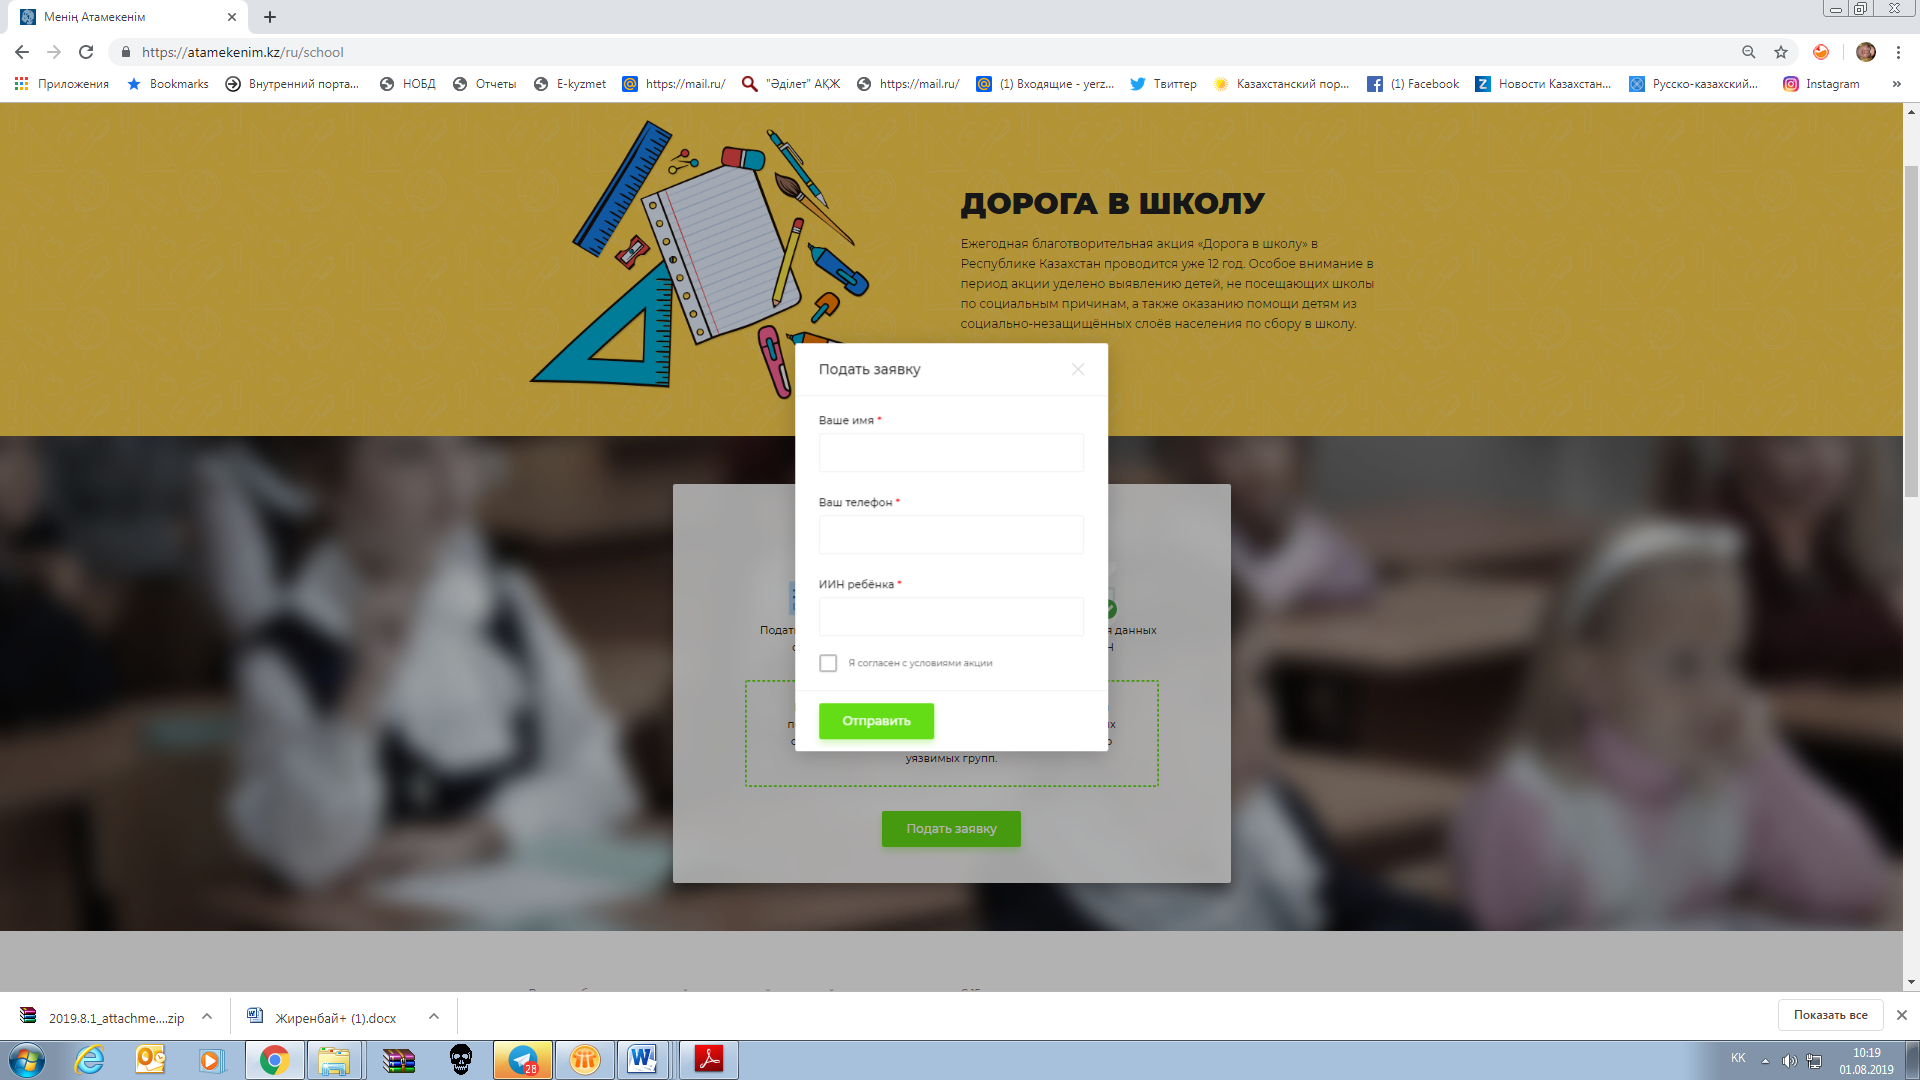 Менің Атамекенім
https://atamekenim.kz/ru/school
Приложения
Bookmarks
Внутренний порта...
НОБД
Отчеты
E-kyzmet
https://mail.ru/
"Әділет" АҚЖ
https://mail.ru/
(1) Входящие - yerz...
Твиттер
Казахстанский пор...
(1) Facebook
Новости Казахстан...
Русско-казахский...
Instagram
ДОРОГА В ШКОЛУ
Ежегодная благотворительная акция «Дорога в школу» в
Республике Казахстан проводится уже 12 год. Особое внимание в
период акции уделено выявлению детей, не посещающих школы
по социальным причинам, а также оказанию помощи детям из
социально-незащищённых слоёв населения по сбору в школу.
Подать заявку
Ваше имя *
Ваш телефон *
ИИН ребёнка *
Я согласен с условиями акции
Отправить
данных
уязвимых групп.
Подать заявку
2019.8.1_attachme....zip
Жиренбай+ (1).docx
Показать все
28
KK
10:19
01.08.2019